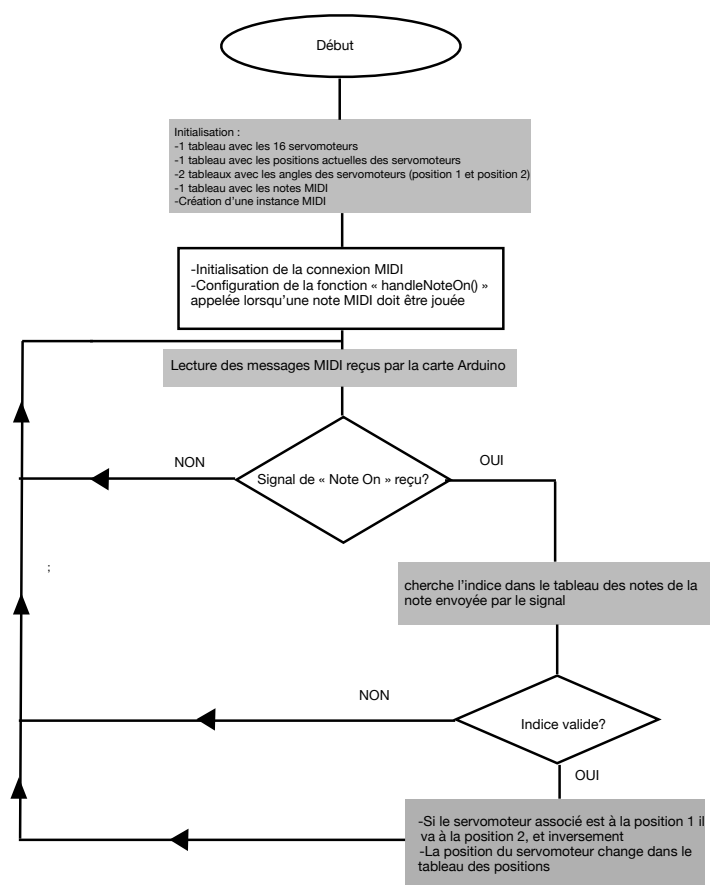 Début
Initialisation :
-1 tableau avec les 16 servomoteurs
-1 tableau avec les positions actuelles des servomoteurs
-2 tableaux avec les angles des servomoteurs (position 1 et position 2)
-1 tableau avec les notes MIDI
-Création d'une instance MIDI
-Initialisation de la connexion MIDI
-Configuration de la fonction « handleNoteOn() »
appelée lorsqu'une note MIDI doit être jouée
Lecture des messages MIDI reçus par la carte Arduino
NON
Signal de « Note On » reçu?
OUI
;
cherche l'indice dans le tableau des notes de la
note envoyée par le signal
NON
Indice valide?
OUI
-Si le servomoteur associé est à la position 1 il
va à la position 2, et inversement
-La position du servomoteur change dans le
tableau des positions